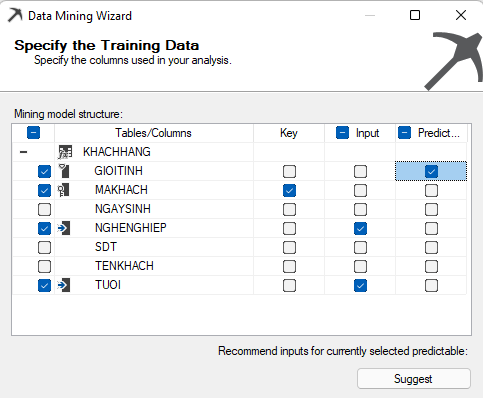 Data Mining Wizard
Specify the Training Data
Specify the columns used in your analysis.
Mining model structure:
Tables/Columns Key Input Predict...
KHACHHANG
GIOITINH
MAKHACH
NGAYSINH
NGHENGHIEP
SDT
TENKHACH
TUOI
Recommend inputs for currently selected predictable:
Suggest